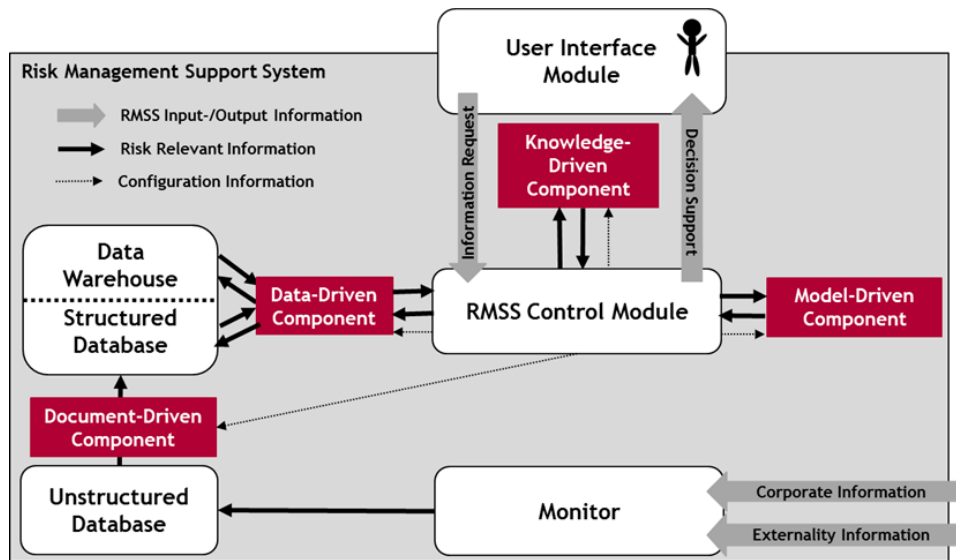 User Interface
Module
Risk Management Support System
RMSS Input-/Output Information
Risk Relevant Information
Configuration Information
Information Request
Knowledge-
Driven
Component
Decision Support
Data
Warehouse
Structured
Database
Data-Driven
Component
RMSS Control Module
Model-Driven
Component
Document-Driven
Component
Unstructured
Database
Monitor
Corporate Information
Externality Information